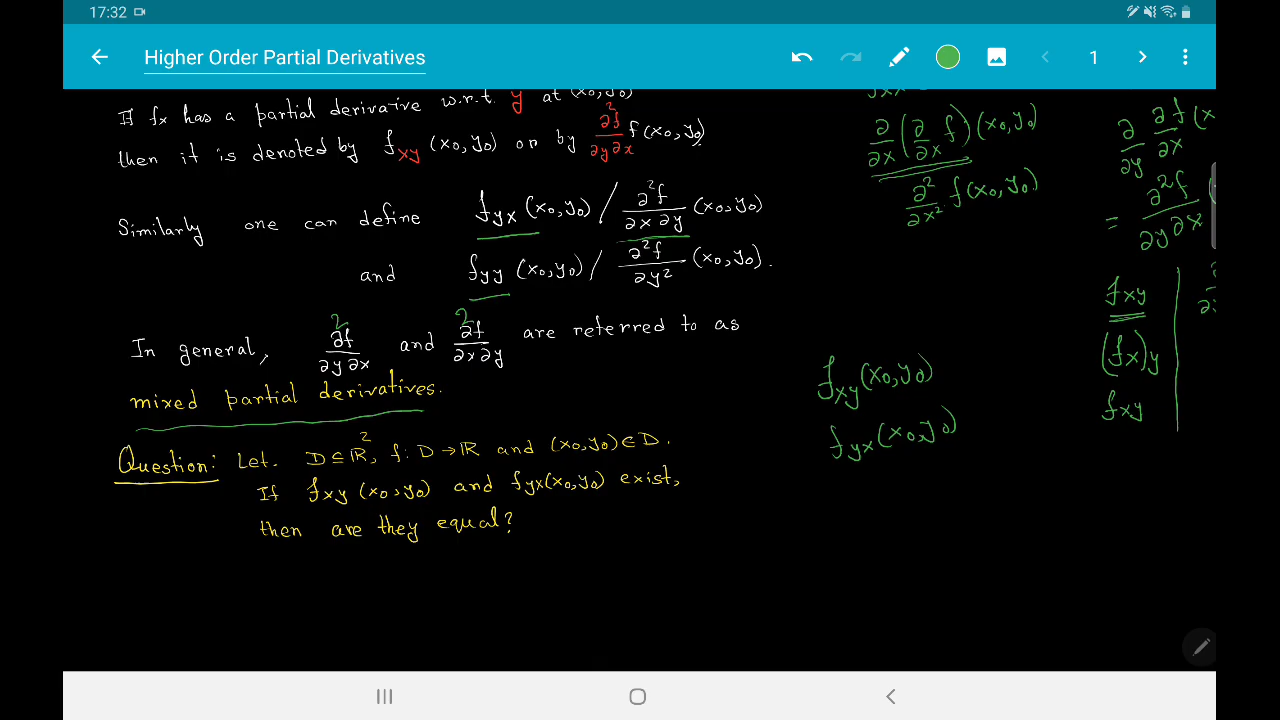 17:32
Higher Order Partial Derivatives
1
If fx has a partial derivative w.r.t. y at (x₀,y₀)
then it is denoted by fxy (x₀,y₀) or by ∂²f/∂y∂x f(x₀,y₀)
Similarly one can define fyx (x₀,y₀) / ∂²f/∂x∂y (x₀,y₀)
and fyy (x₀,y₀) / ∂²f/∂y² (x₀,y₀).
In general, ∂²f/∂y∂x and ∂²f/∂x∂y are referred to as
mixed partial derivatives.
Question: Let D ⊆ ℝ², f: D → ℝ and (x₀,y₀) ∈ D.
If fxy (x₀,y₀) and fyx(x₀,y₀) exist,
then are they equal?
∂/∂x (∂/∂x f) (x₀,y₀)
∂²/∂x² f(x₀,y₀)
fxy(x₀,y₀)
fyx(x₀,y₀)
∂/∂y ∂f/∂x (x
= ∂²f/∂y∂x (
fxy
(fx)y
fxy